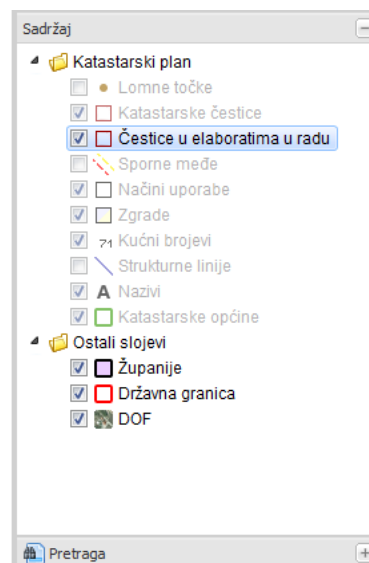 Sadržaj
Katastarski plan
Lomne točke
Katastarske čestice
Čestice u elaboratima u radu
Sporne međe
Načini uporabe
Zgrade
71 Kućni brojevi
Strukturne linije
A Nazivi
Katastarske općine
Ostali slojevi
Županije
Državna granica
DOF
Pretraga